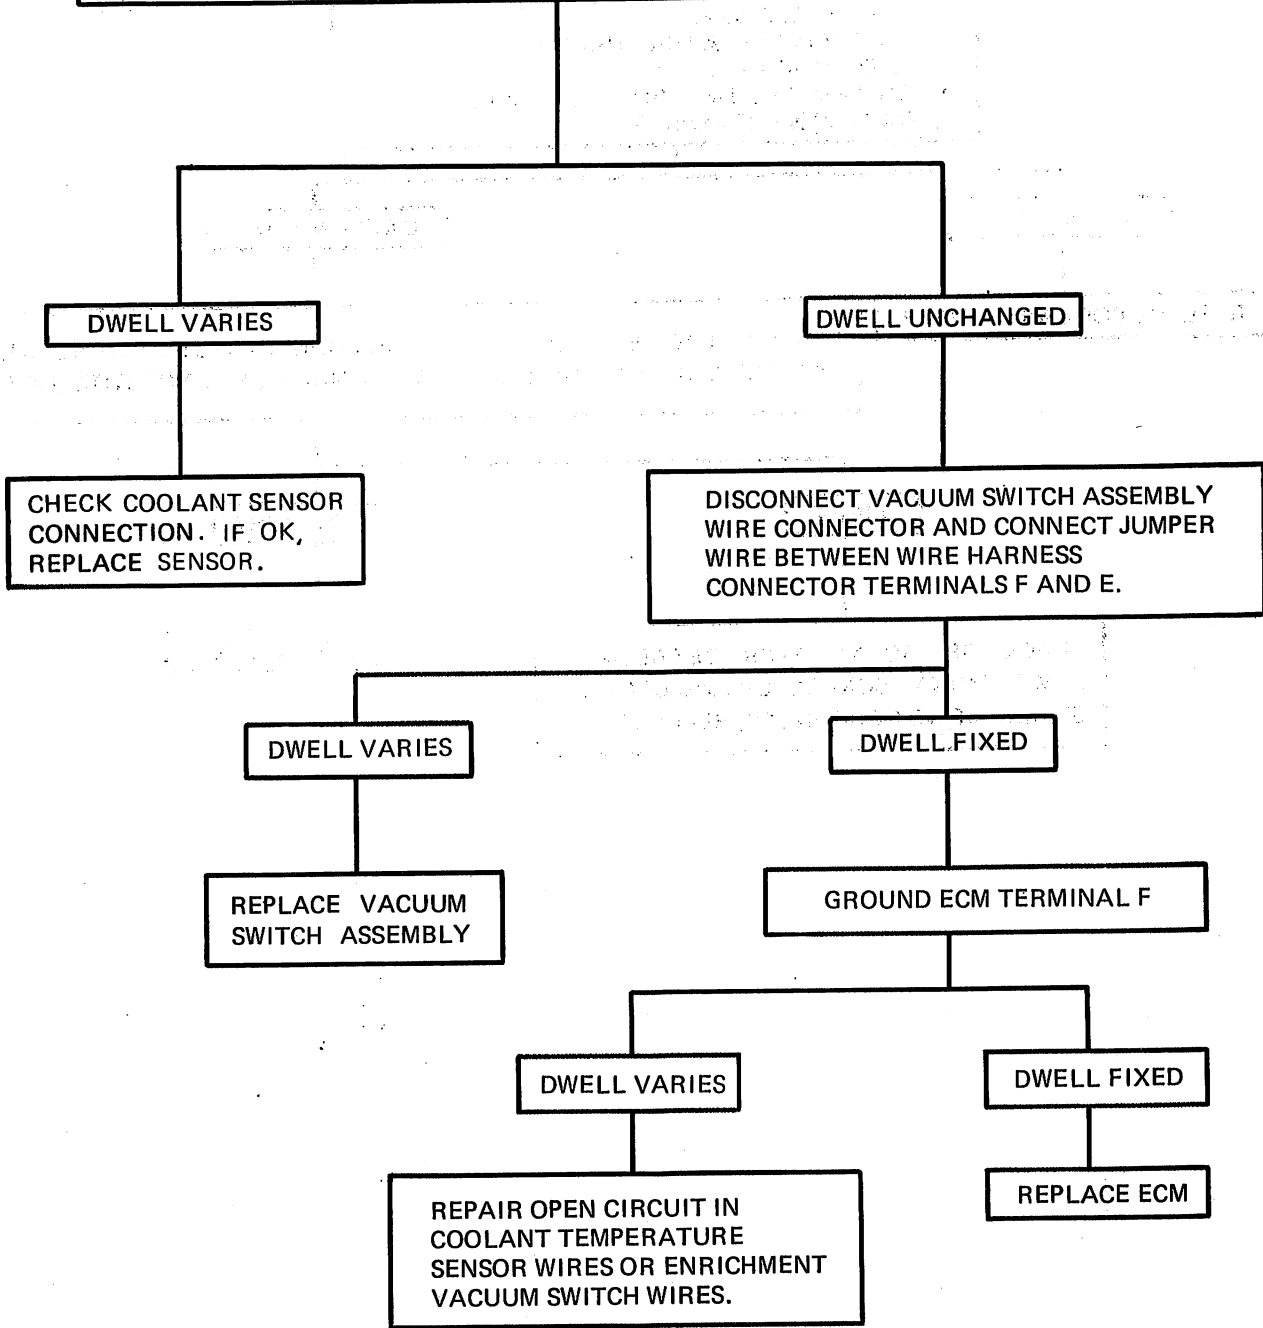 DWELL VARIES
DWELL UNCHANGED
CHECK COOLANT SENSOR
CONNECTION. IF OK,
REPLACE SENSOR.
DISCONNECT VACUUM SWITCH ASSEMBLY
WIRE CONNECTOR AND CONNECT JUMPER
WIRE BETWEEN WIRE HARNESS
CONNECTOR TERMINALS F AND E.
DWELL VARIES
DWELL FIXED
REPLACE VACUUM
SWITCH ASSEMBLY
GROUND ECM TERMINAL F
DWELL VARIES
DWELL FIXED
REPAIR OPEN CIRCUIT IN
COOLANT TEMPERATURE
SENSOR WIRES OR ENRICHMENT
VACUUM SWITCH WIRES.
REPLACE ECM